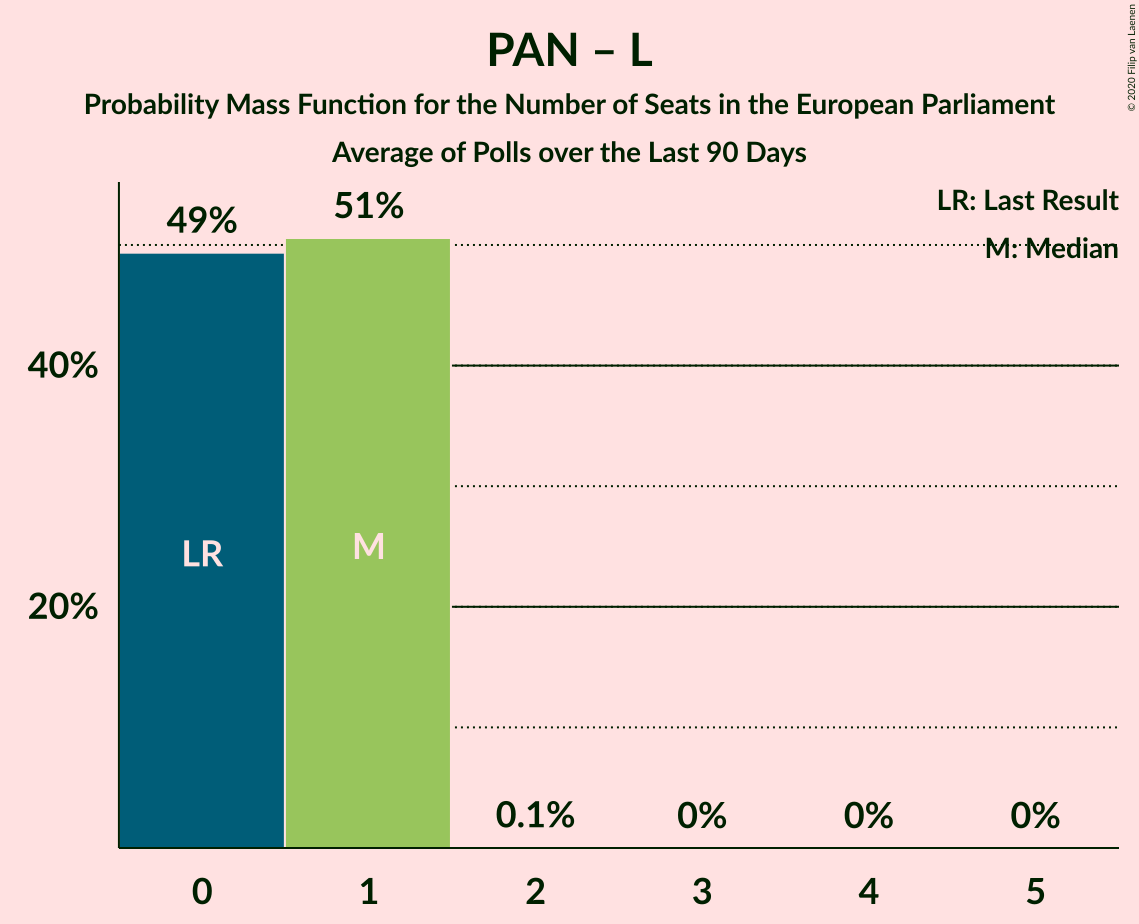 PAN – L
Probability Mass Function for the Number of Seats in the European Parliament
Average of Polls over the Last 90 Days
© 2020 Filip van Laenen
LR: Last Result
M: Median
49%
51%
40%
20%
LR
M
0.1%
0%
0%
0%
0
1
2
3
4
5